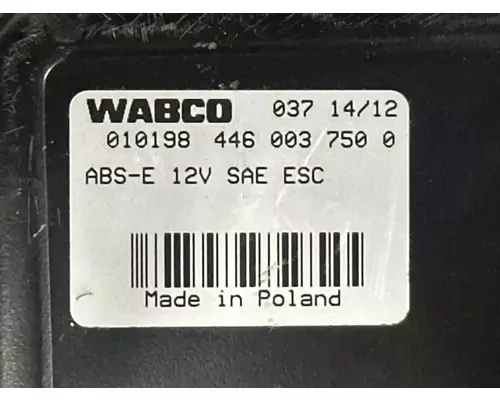 WABCO 037 14/12
010198 446 003 750 0
ABS-E 12V SAE ESC
Made in Poland